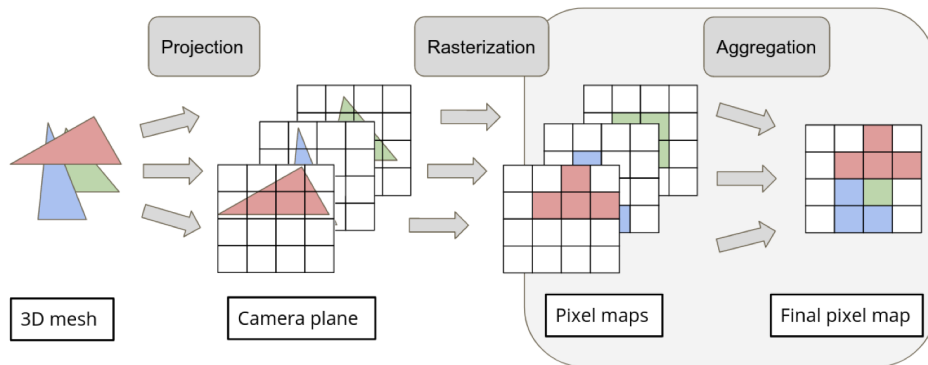 Projection
Rasterization
Aggregation
3D mesh
Camera plane
Pixel maps
Final pixel map